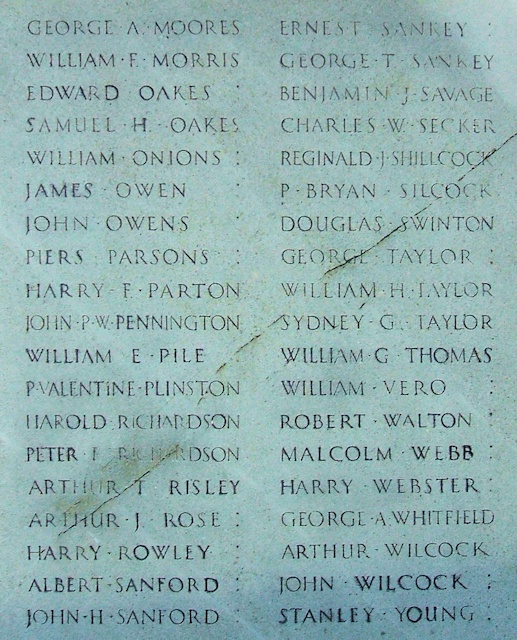 GEORGE A. MOORES
WILLIAM·F·MORRIS
EDWARD OAKES :
SAMUEL·H·OAKES
WILLIAM·ONIONS :
JAMES·OWEN :
JOHN·OWENS :
PIERS·PARSONS :
HARRY·F·PARTON
JOHN·P·W·PENNINGTON
WILLIAM E·PILE :
P·VALENTINE·PLINSTON
HAROLD·RICHARDSON
PETER RICHARDSON
ARTHUR T RISLEY
ARTHUR·J·ROSE :
HARRY·ROWLEY :
ALBERT·SANFORD :
JOHN·H·SANFORD :
ERNEST·SANKEY :
GEORGE·T·SANKEY
BENJAMIN·J·SAVAGE
CHARLES·W·SECKER
REGINALD·J·SHILLCOCK
P·BRYAN·SILCOCK
DOUGLAS·SWINTON
GEORGE TAYLOR :
WILLIAM·H·TAYLOR
SYDNEY·G·TAYLOR
WILLIAM·G·THOMAS
WILLIAM·VERO :
ROBERT·WALTON :
MALCOLM·WEBB :
HARRY·WEBSTER :
GEORGE·A·WHITFIELD
ARTHUR·WILCOCK
JOHN·WILCOCK :
STANLEY·YOUNG :